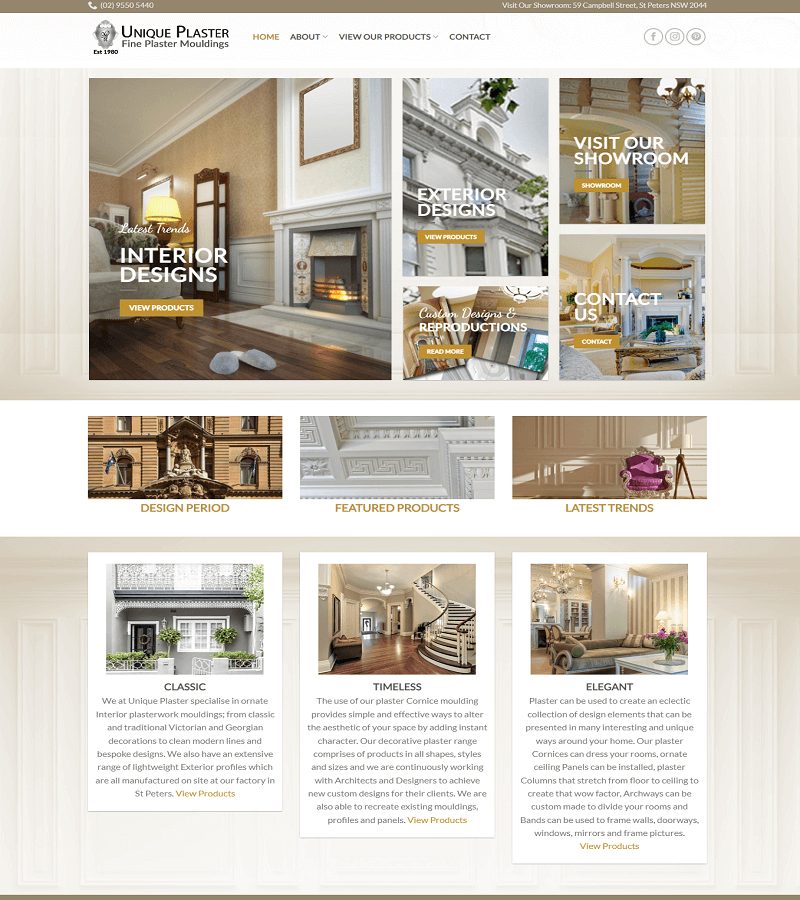 (02) 9550 5440
Visit Our Showroom: 59 Campbell Street, St Peters NSW 2044
UNIQUE PLASTER
Fine Plaster Mouldings
Est 1980
HOME ABOUT VIEW OUR PRODUCTS CONTACT
Latest Trends
INTERIOR
DESIGNS
VIEW PRODUCTS
EXTERIOR
DESIGNS
VIEW PRODUCTS
Custom Designs &
REPRODUCTIONS
READ MORE
VISIT OUR
SHOWROOM
SHOWROOM
CONTACT
US
CONTACT
DESIGN PERIOD
FEATURED PRODUCTS
LATEST TRENDS
CLASSIC
We at Unique Plaster specialise in ornate
Interior plasterwork mouldings; from classic
and traditional Victorian and Georgian
decorations to clean modern lines and
bespoke designs. We also have an extensive
range of lightweight Exterior profiles which
are all manufactured on site at our factory in
St Peters. View Products
TIMELESS
The use of our plaster Cornice moulding
provides simple and effective ways to alter
the aesthetic of your space by adding instant
character. Our decorative plaster range
comprises of products in all shapes, styles
and sizes and we are continuously working
with Architects and Designers to achieve
new custom designs for their clients. We are
also able to recreate existing mouldings,
profiles and panels. View Products
ELEGANT
Plaster can be used to create an eclectic
collection of design elements that can be
presented in many interesting and unique
ways around your home. Our plaster
Cornices can dress your rooms, ornate
ceiling Panels can be installed, plaster
Columns that stretch from floor to ceiling to
create that wow factor. Archways can be
custom made to divide your rooms and
Bands can be used to frame walls, doorways,
windows, mirrors and frame pictures.
View Products